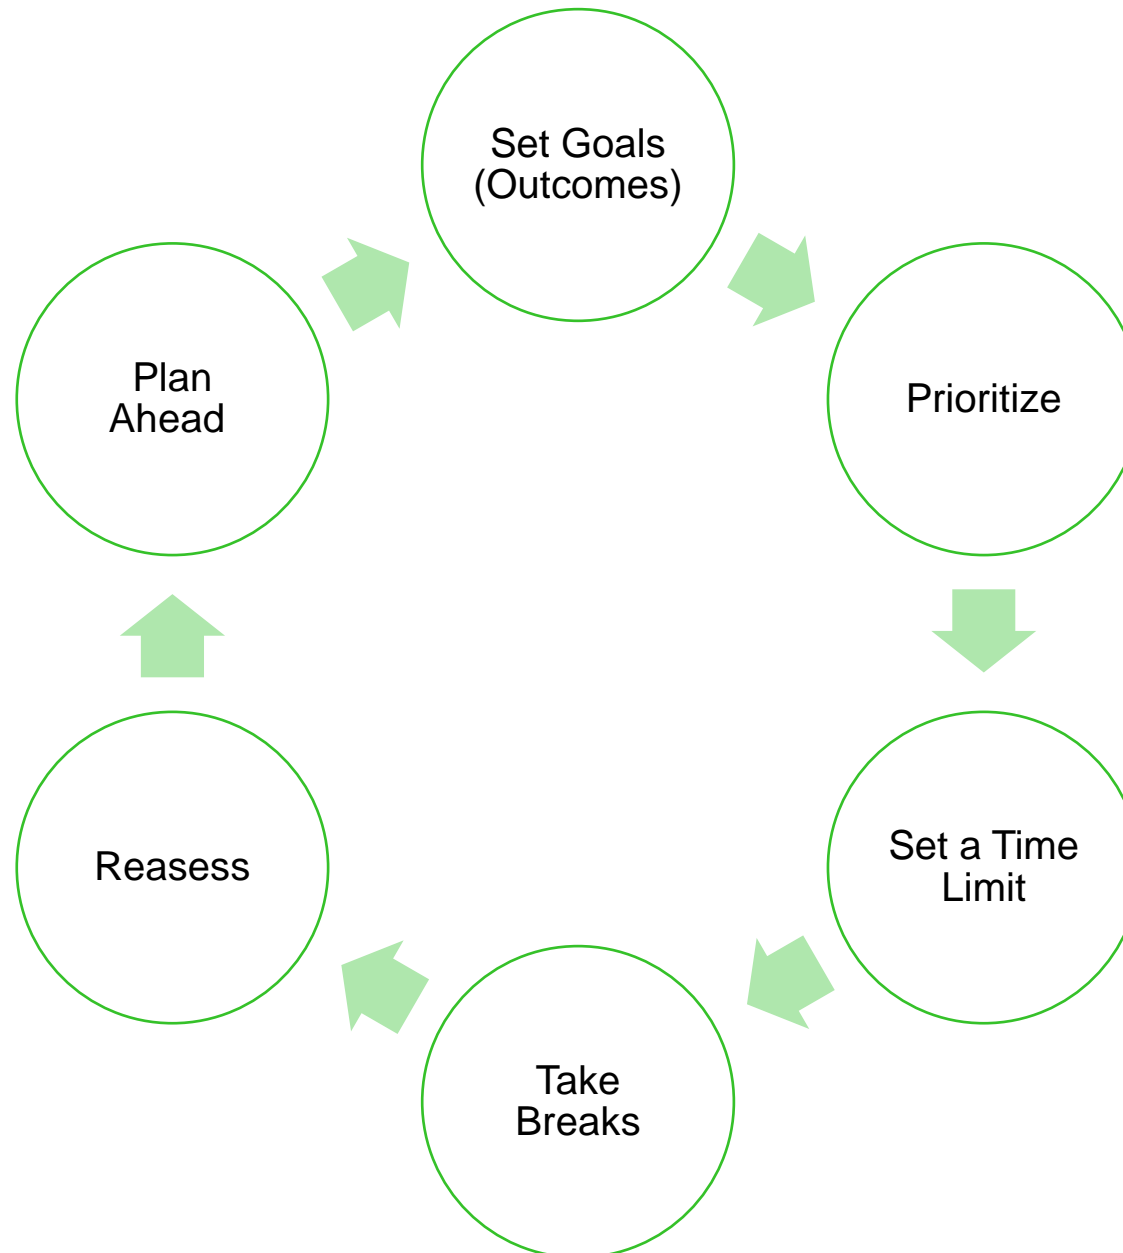 Set Goals
(Outcomes)
Prioritize
Set a Time
Limit
Take
Breaks
Reasess
Plan
Ahead